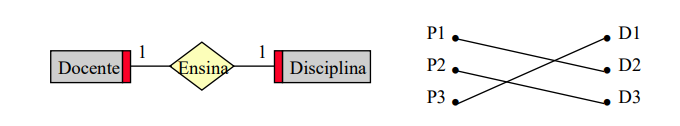 Docente 1 Ensina 1 Disciplina
P1 D1
P2 D2
P3 D3